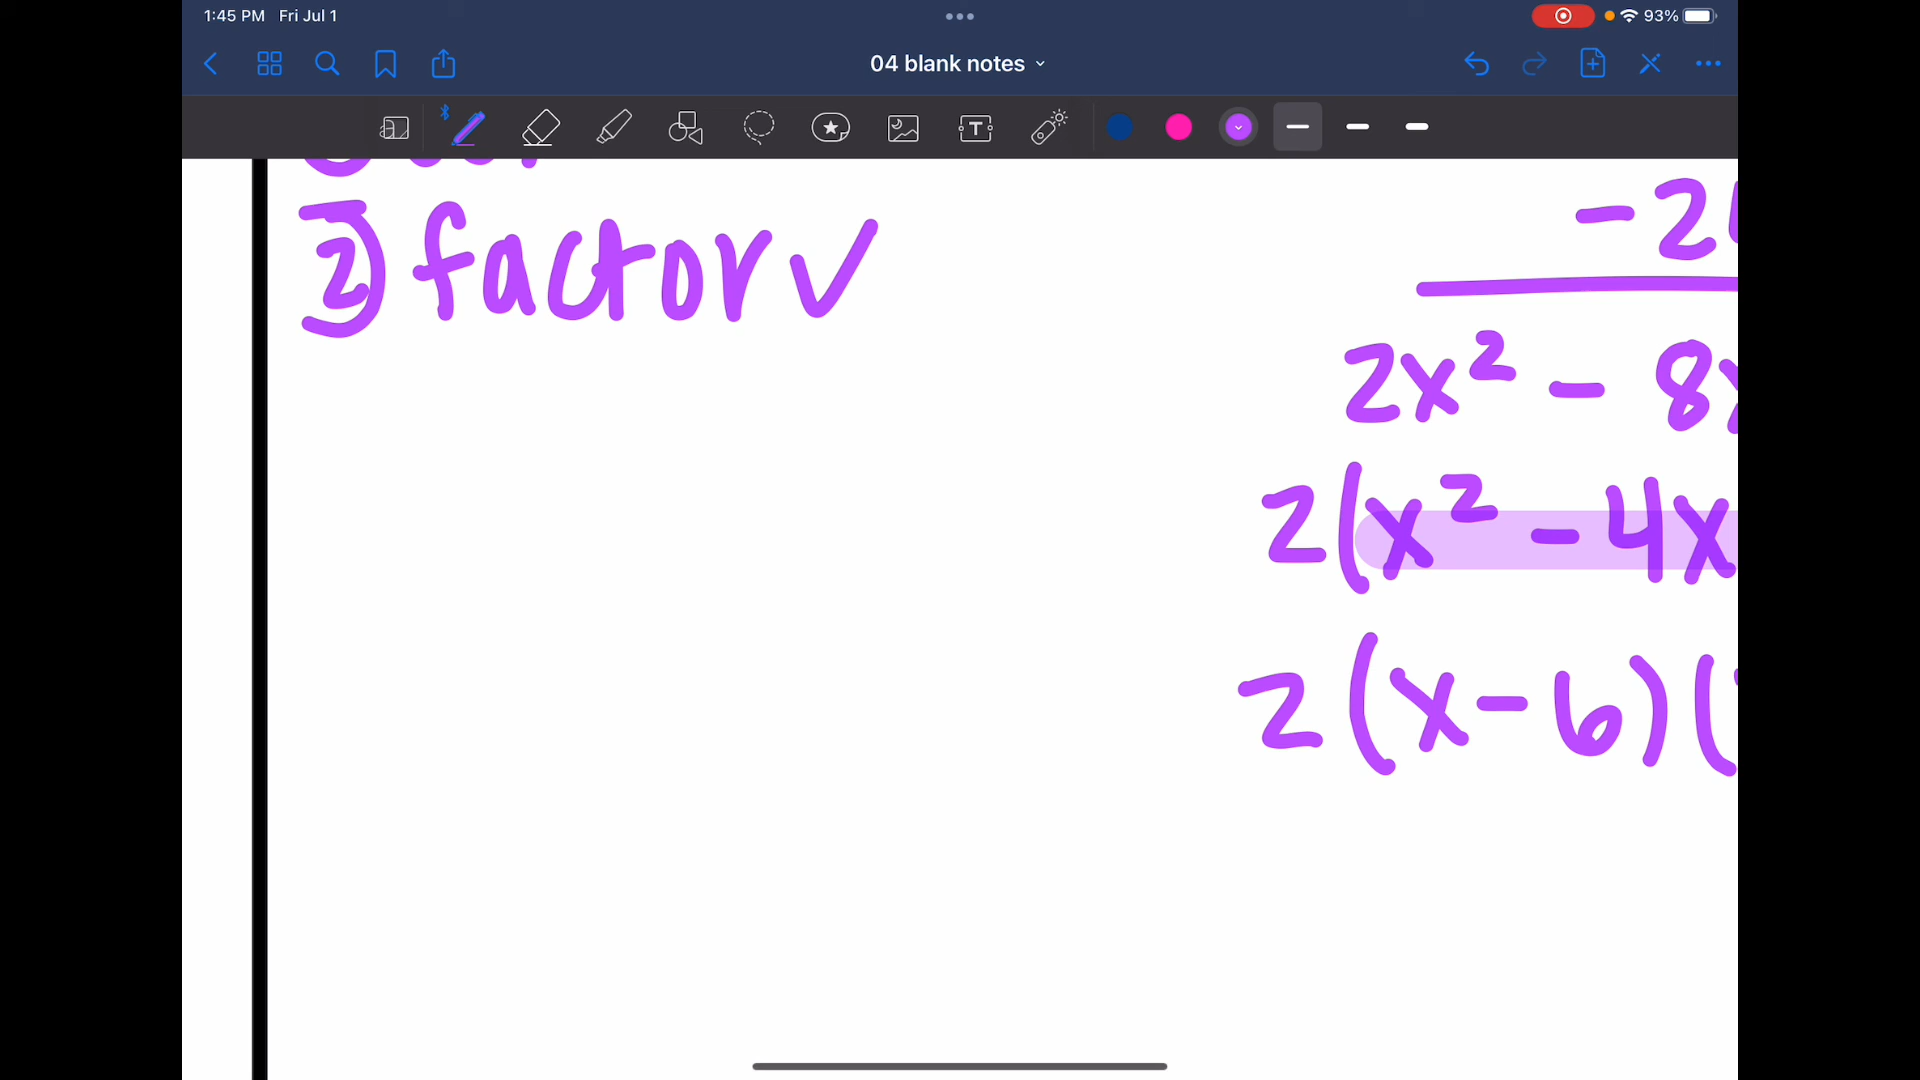 1:45 PM Fri Jul 1
93%
04 blank notes
T
② factor ✓
-2
2x² - 8x
2(x² - 4x
2(x-6)(